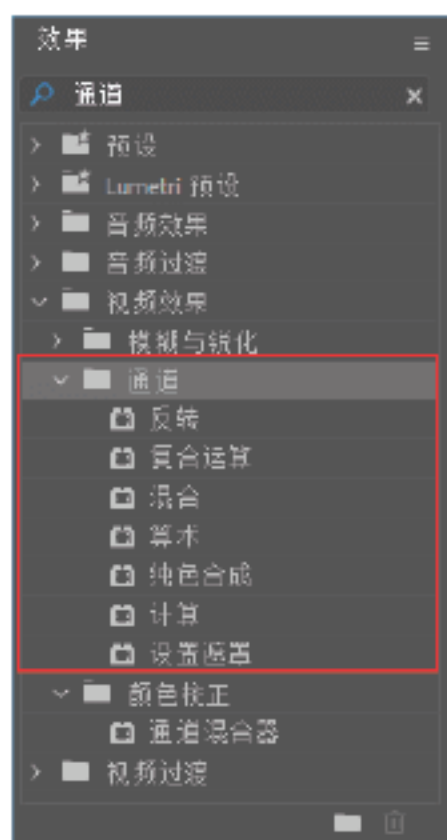 效果
通道
预设
Lumetri 预设
音频效果
音频过渡
视频效果
模糊与锐化
通道
反转
复合运算
混合
算术
纯色合成
计算
设置遮罩
颜色校正
通道混合器
视频过渡